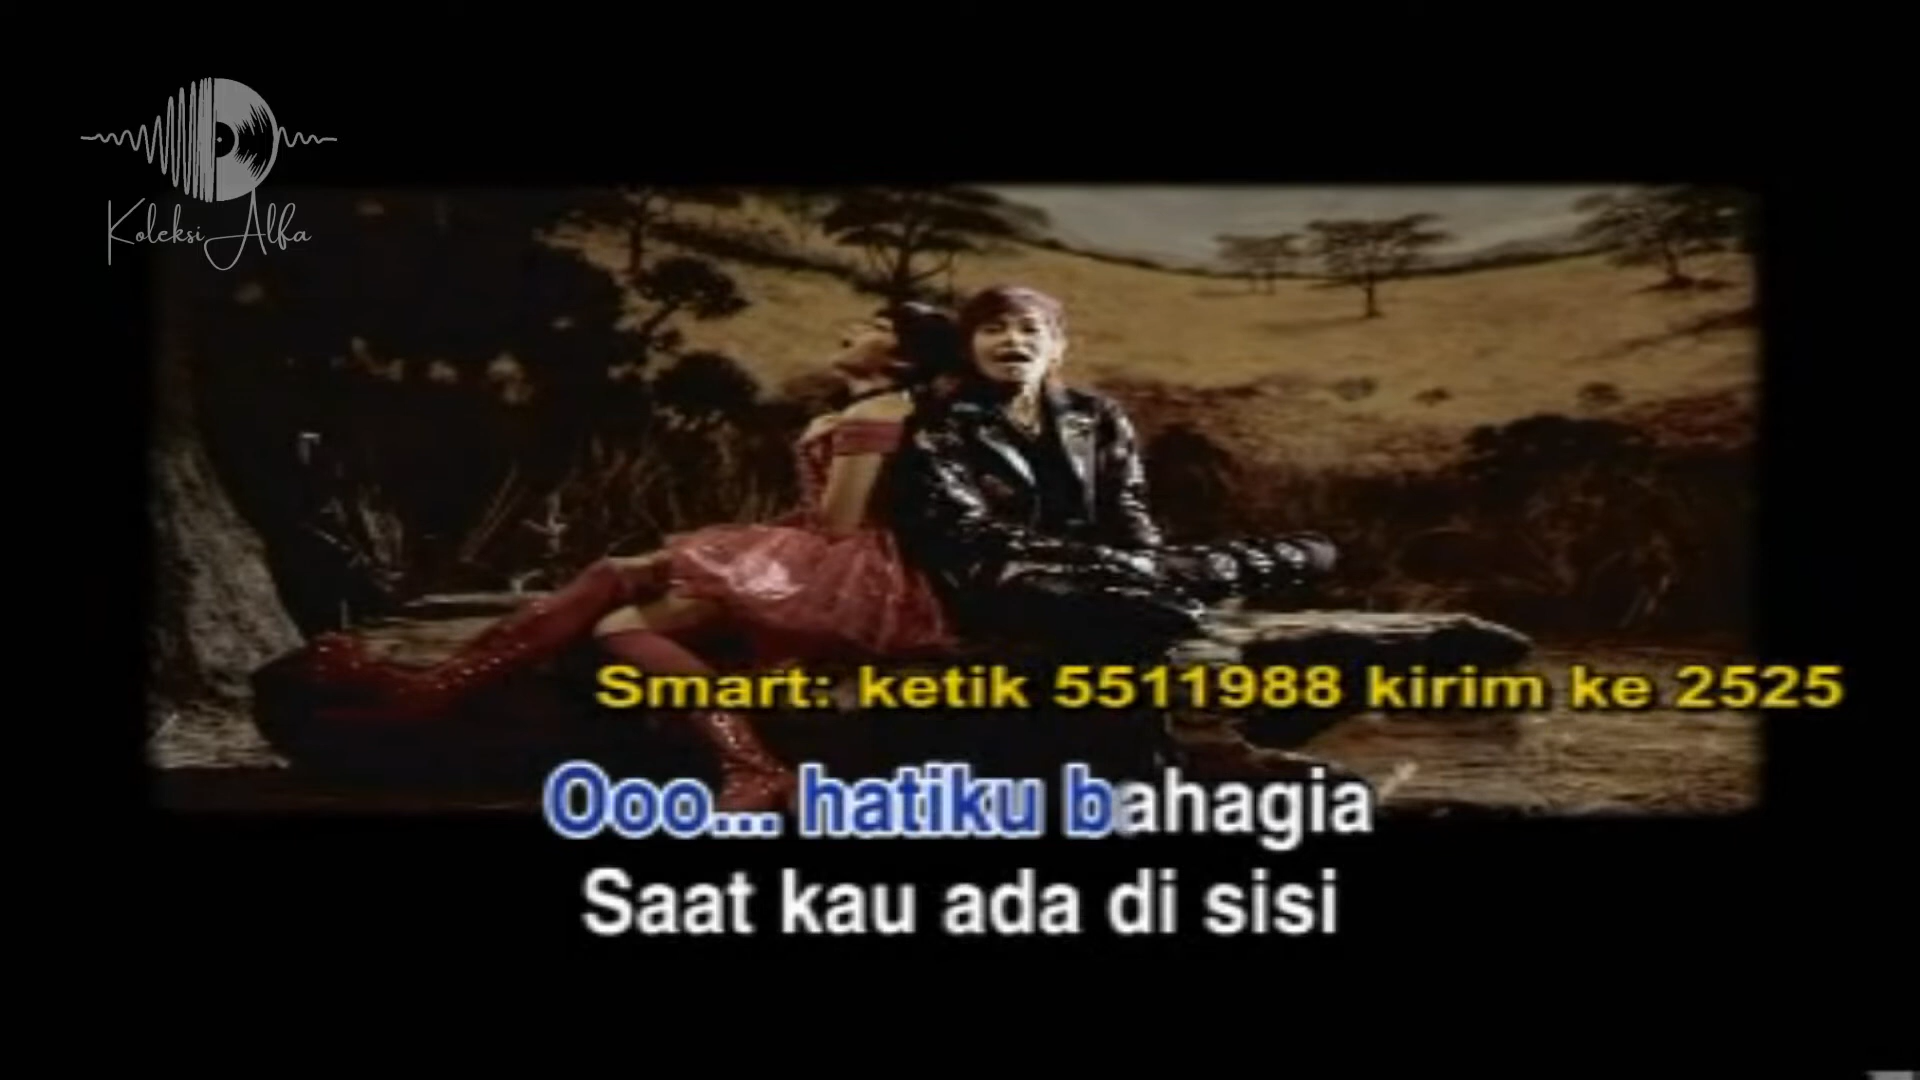 Koleksi Alfa
Smart: ketik 5511988 kirim ke 2525
Ooo... hatiku bahagia
Saat kau ada di sisi